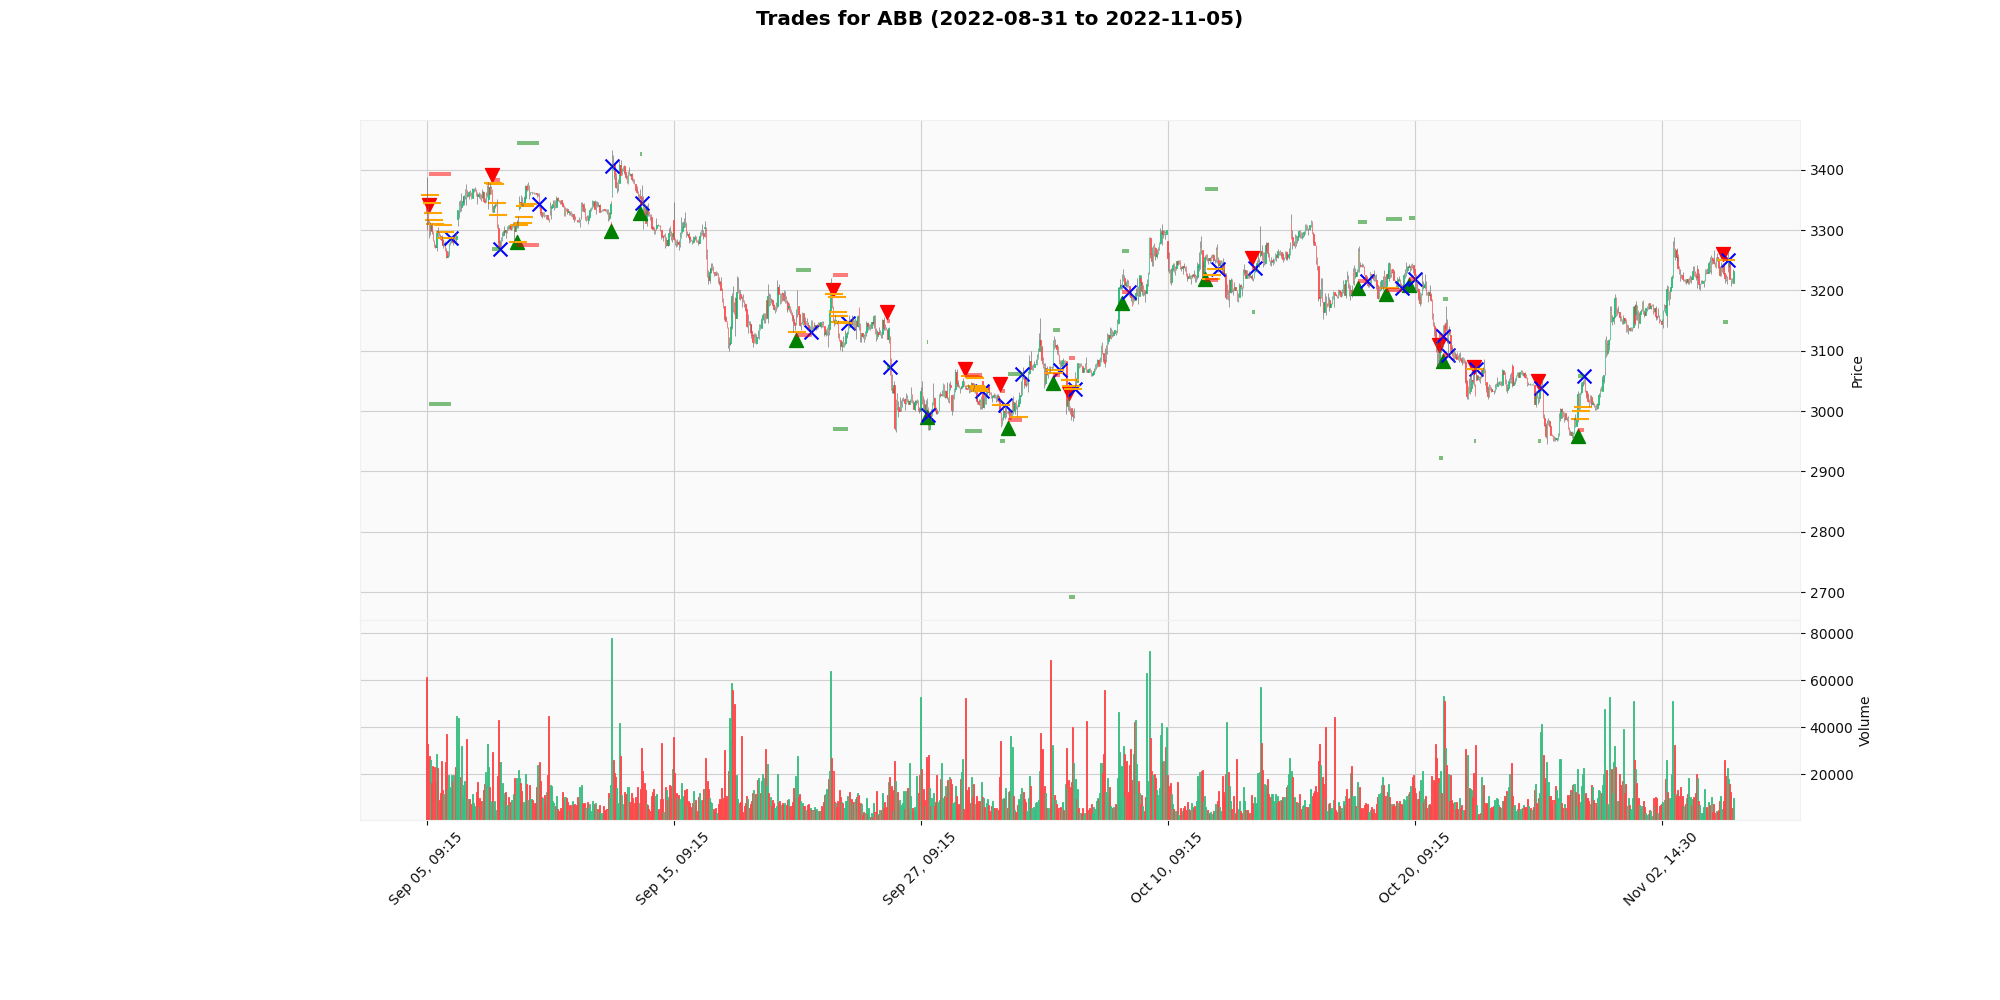 Trades for ABB (2022-08-31 to 2022-11-05)
3400
3300
3200
3100
3000
2900
2800
2700
Price
80000
60000
40000
20000
Volume
Sep 05, 09:15
Sep 15, 09:15
Sep 27, 09:15
Oct 10, 09:15
Oct 20, 09:15
Nov 02, 14:30